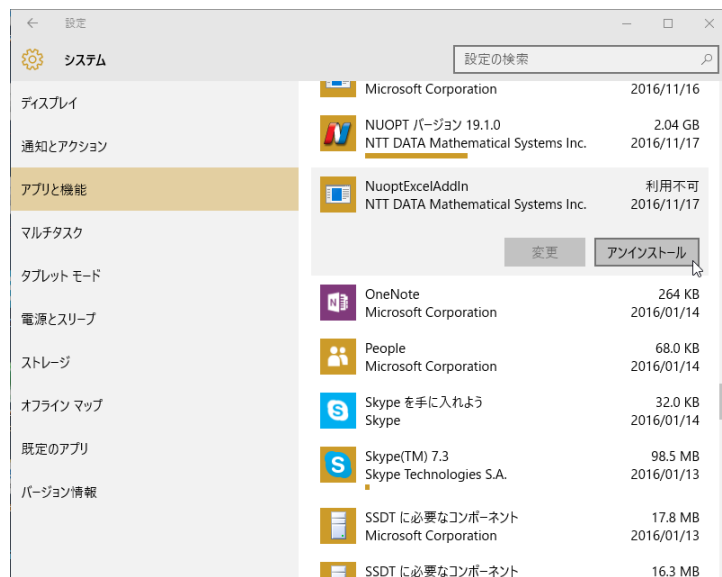 設定
システム
設定の検索
ディスプレイ
通知とアクション
アプリと機能
マルチタスク
タブレット モード
電源とスリープ
ストレージ
オフライン マップ
既定のアプリ
バージョン情報
Microsoft Corporation 2016/11/16
NUOPT バージョン 19.1.0 2.04 GB
NTT DATA Mathematical Systems Inc. 2016/11/17
NuoptExcelAddIn 利用不可
NTT DATA Mathematical Systems Inc. 2016/11/17
変更 アンインストール
OneNote 264 KB
Microsoft Corporation 2016/01/14
People 68.0 KB
Microsoft Corporation 2016/01/14
Skype を手に入れよう 32.0 KB
Skype 2016/01/14
Skype(TM) 7.3 98.5 MB
Skype Technologies S.A. 2016/01/13
SSDT に必要なコンポーネント 17.8 MB
Microsoft Corporation 2016/01/13
SSDT に必要なコンポーネント 16.3 MB